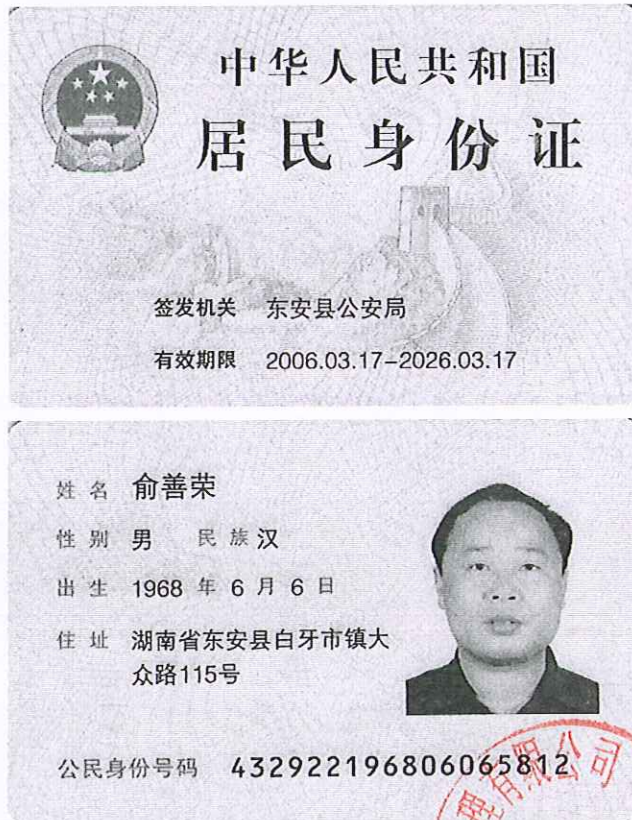 中华人民共和国
居民身份证
签发机关 东安县公安局
有效期限 2006.03.17-2026.03.17
姓名 俞善荣
性别 男 民族 汉
出生 1968 年 6 月 6 日
住址 湖南省东安县白牙市镇大
众路115号
公民身份号码 432922196806065812
有限公司